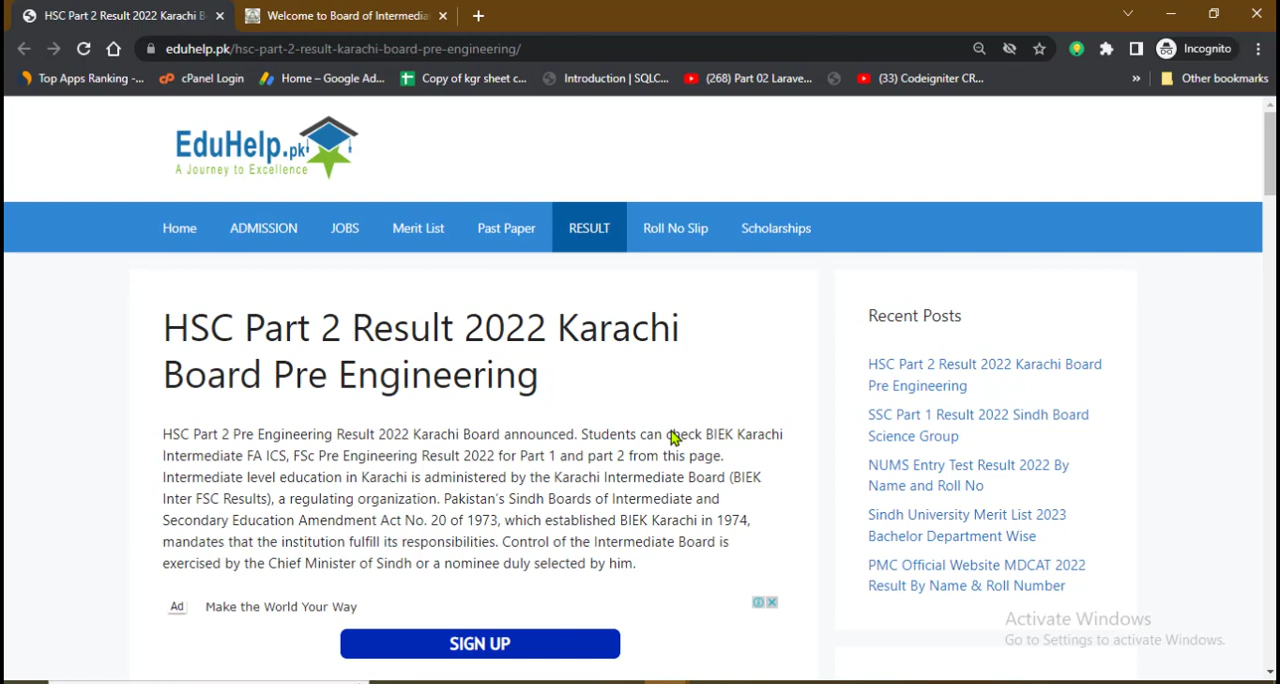 HSC Part 2 Result 2022 Karachi B
Welcome to Board of Intermedia
eduhelp.pk/hsc-part-2-result-karachi-board-pre-engineering/
Incognito
Top Apps Ranking -...
cPanel Login
Home – Google Ad...
Copy of kgr sheet c...
Introduction | SQLC...
(268) Part 02 Larave...
(33) Codeigniter CR...
»
Other bookmarks
EduHelp.pk
A Journey to Excellence
Home
ADMISSION
JOBS
Merit List
Past Paper
RESULT
Roll No Slip
Scholarships
HSC Part 2 Result 2022 Karachi
Board Pre Engineering
HSC Part 2 Pre Engineering Result 2022 Karachi Board announced. Students can check BIEK Karachi
Intermediate FA ICS, FSc Pre Engineering Result 2022 for Part 1 and part 2 from this page.
Intermediate level education in Karachi is administered by the Karachi Intermediate Board (BIEK
Inter FSC Results), a regulating organization. Pakistan's Sindh Boards of Intermediate and
Secondary Education Amendment Act No. 20 of 1973, which established BIEK Karachi in 1974,
mandates that the institution fulfill its responsibilities. Control of the Intermediate Board is
exercised by the Chief Minister of Sindh or a nominee duly selected by him.
Ad
Make the World Your Way
SIGN UP
Recent Posts
HSC Part 2 Result 2022 Karachi Board
Pre Engineering
SSC Part 1 Result 2022 Sindh Board
Science Group
NUMS Entry Test Result 2022 By
Name and Roll No
Sindh University Merit List 2023
Bachelor Department Wise
PMC Official Website MDCAT 2022
Result By Name & Roll Number
Activate Windows
Go to Settings to activate Windows.